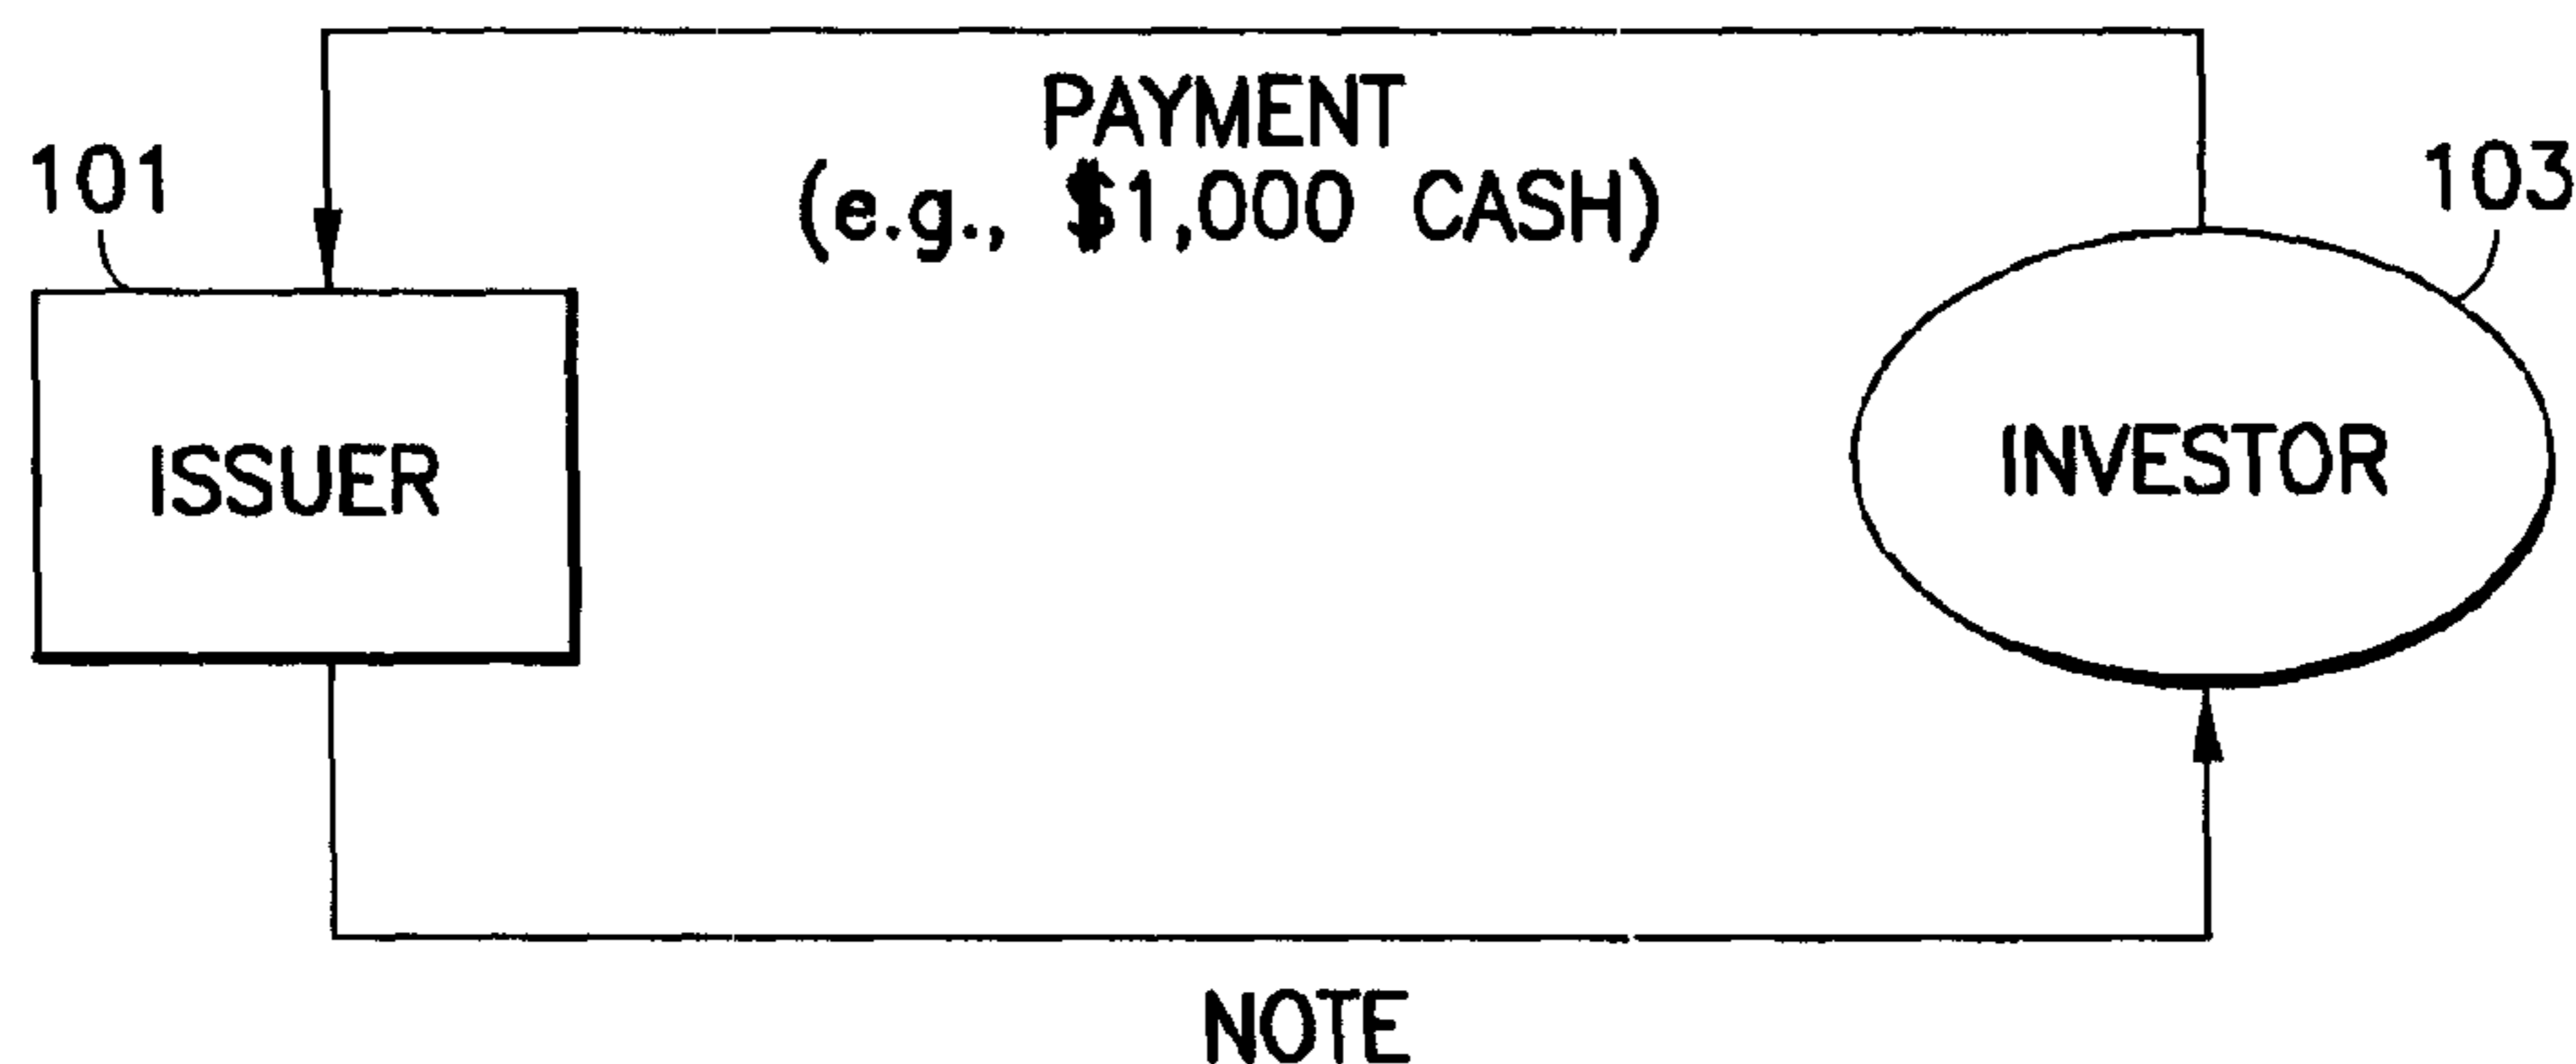 PAYMENT
(e.g., $1,000 CASH)
101
103
ISSUER
INVESTOR
NOTE